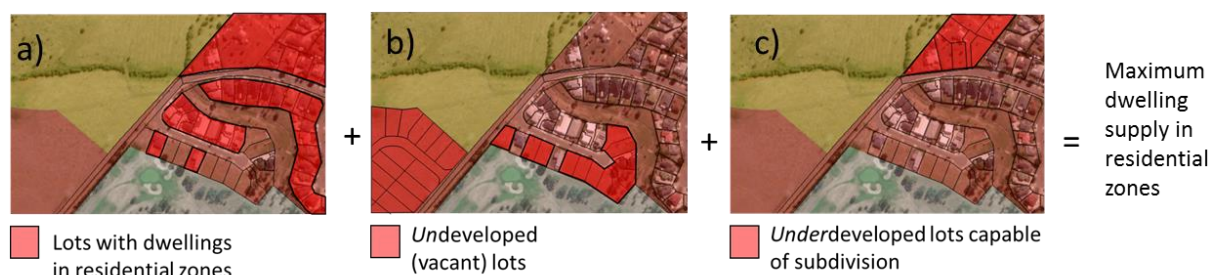 a)
b)
c)
+
+
=
Maximum
dwelling
supply in
residential
zones
Lots with dwellings
in residential zones
Undeveloped
(vacant) lots
Underdeveloped lots capable
of subdivision